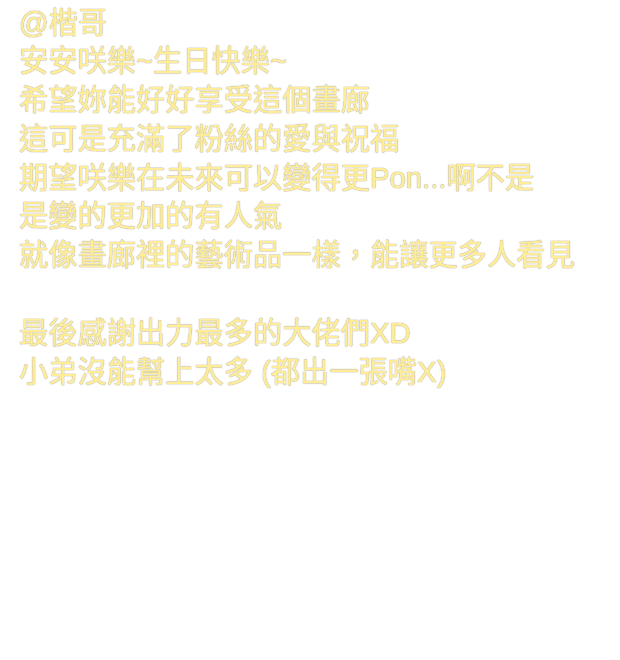 @楷哥
安安咲樂~生日快樂~
希望妳能好好享受這個畫廊
這可是充滿了粉絲的愛與祝福
期望咲樂在未來可以變得更Pon...啊不是
是變的更加的有人氣
就像畫廊裡的藝術品一樣，能讓更多人看見
最後感謝出力最多的大佬們XD
小弟沒能幫上太多 (都出一張嘴X)